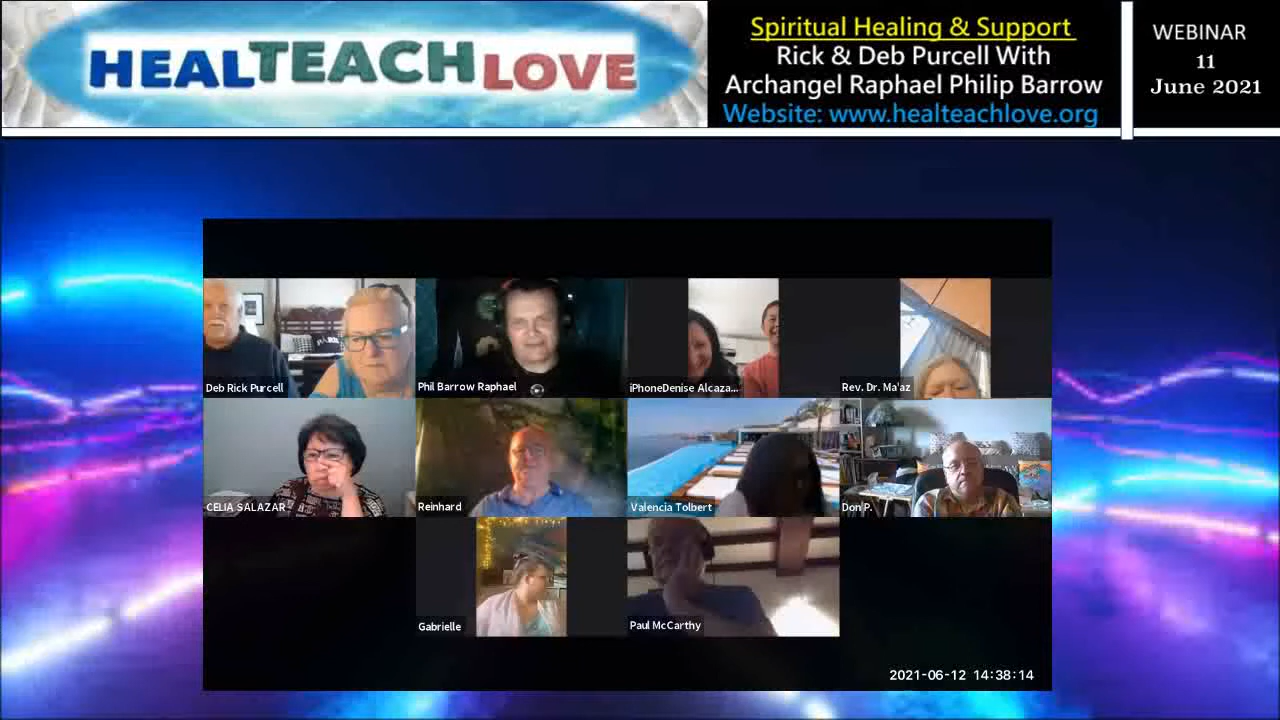 HEALTEACHLOVE
Spiritual Healing & Support
Rick & Deb Purcell With
Archangel Raphael Philip Barrow
Website: www.healteachlove.org
WEBINAR
11
June 2021
Deb Rick Purcell
Phil Barrow Raphael
iPhoneDenise Alcaza...
Rev. Dr. Ma'az
CELIA SALAZAR
Reinhard
Valencia Tolbert
Don P.
Gabrielle
Paul McCarthy
2021-06-12 14:38:14